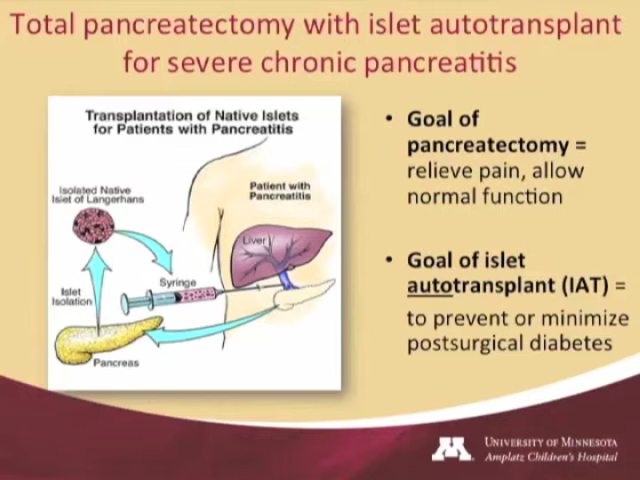 Total pancreatectomy with islet autotransplant
for severe chronic pancreatitis
Transplantation of Native Islets
for Patients with Pancreatitis
Isolated Native
Islet of Langerhans
Patient with
Pancreatitis
Liver
Syringe
Islet
Isolation
Pancreas
• Goal of
pancreatectomy =
relieve pain, allow
normal function
• Goal of islet
autotransplant (IAT) =
to prevent or minimize
postsurgical diabetes
M
UNIVERSITY OF MINNESOTA
Amplatz Children's Hospital